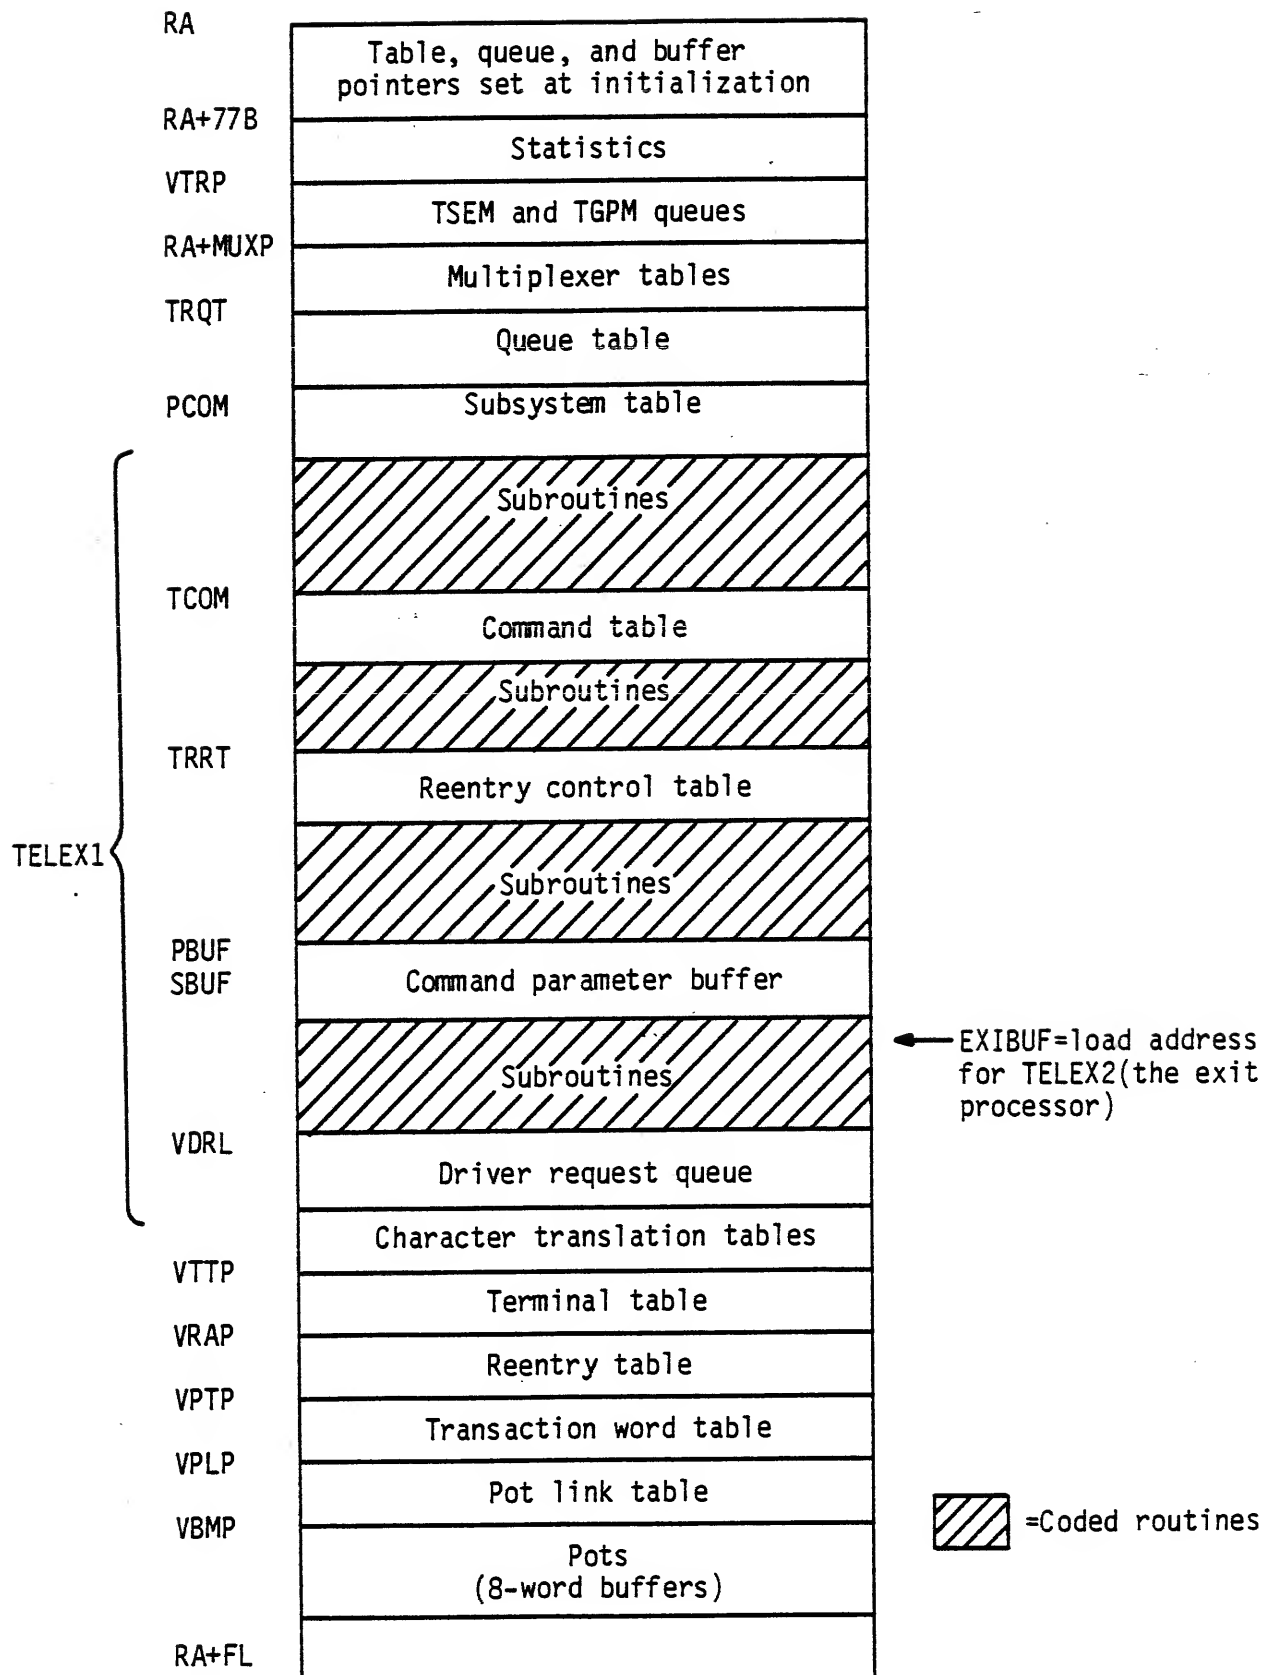 RA
Table, queue, and buffer
pointers set at initialization
RA+77B
Statistics
VTRP
TSEM and TGPM queues
RA+MUXP
Multiplexer tables
TRQT
Queue table
PCOM
Subsystem table
Subroutines
TCOM
Command table
Subroutines
TRRT
Reentry control table
TELEX1
Subroutines
PBUF
SBUF
Command parameter buffer
EXIBUF=load address
for TELEX2(the exit
processor)
Subroutines
VDRL
Driver request queue
Character translation tables
VTTP
Terminal table
VRAP
Reentry table
VPTP
Transaction word table
VPLP
Pot link table
VBMP
=Coded routines
Pots
(8-word buffers)
RA+FL